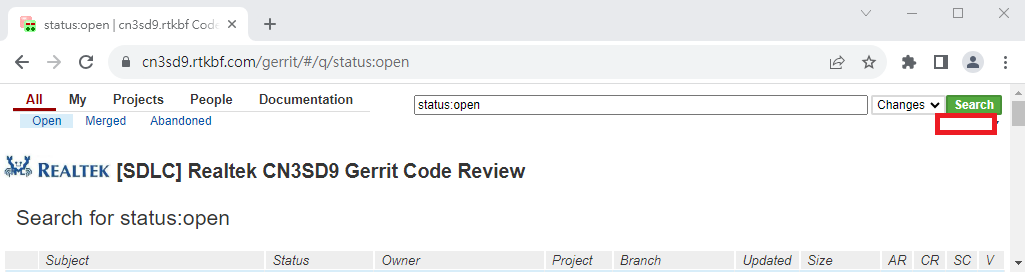 status:open | cn3sd9.rtkbf Code
cn3sd9.rtkbf.com/gerrit/#/q/status:open
All My Projects People Documentation
status:open Changes Search
Open Merged Abandoned
REALTEK [SDLC] Realtek CN3SD9 Gerrit Code Review
Search for status:open
Subject Status Owner Project Branch Updated Size AR CR SC V